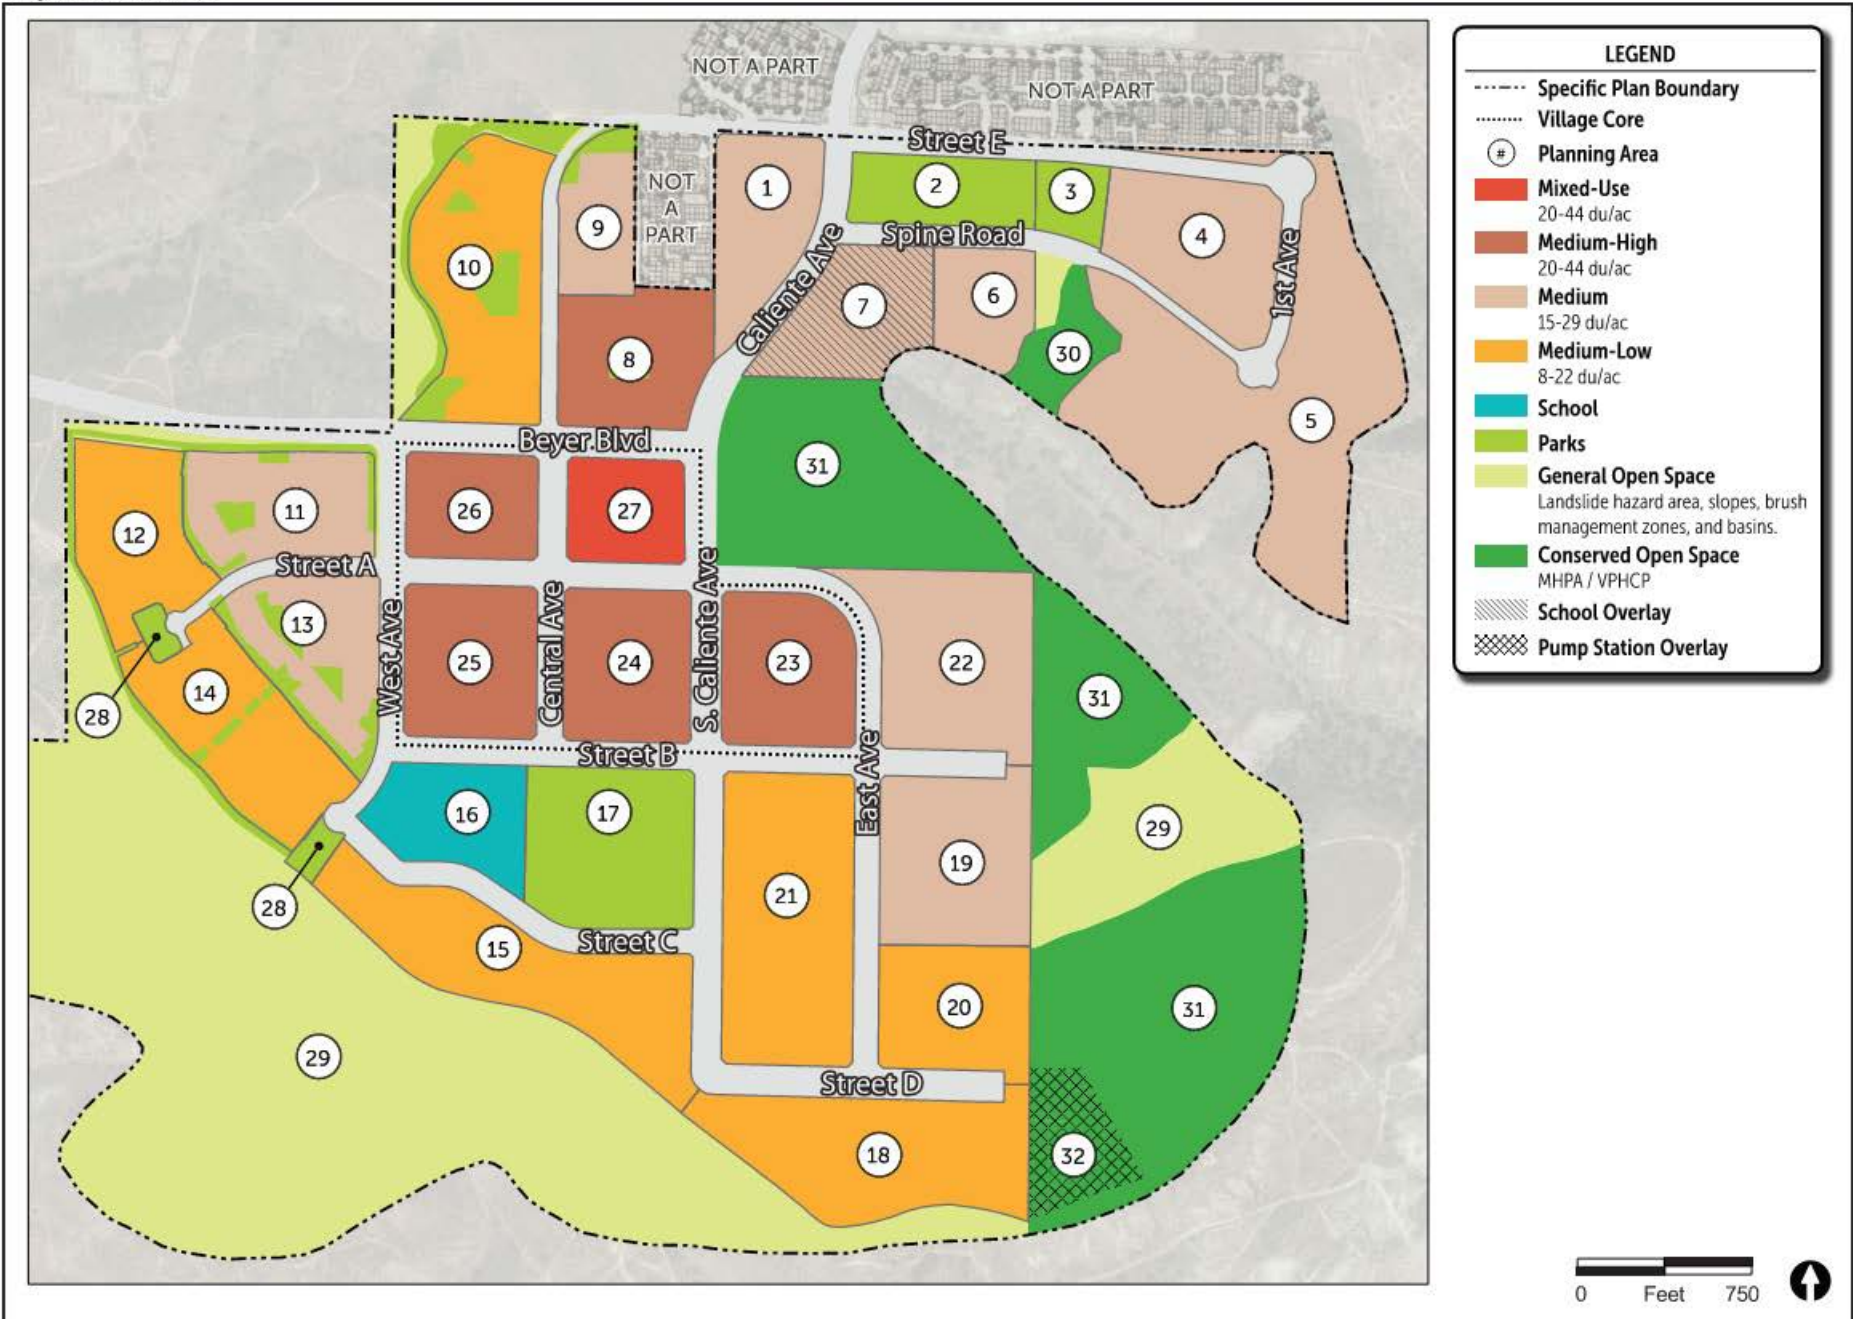 NOT A PART
NOT A PART
Street E
NOT
A
PART
1
2
3
4
Spine Road
9
10
Caliente Ave
1st Ave
7
6
8
30
5
Beyer Blvd
31
26
27
11
12
Street A
13
West Ave
Central Ave
S. Caliente Ave
25
24
23
22
14
28
31
Street B
East Ave
16
17
29
19
21
28
15
Street C
20
31
29
Street D
18
32
LEGEND
Specific Plan Boundary
Village Core
# Planning Area
Mixed-Use
20-44 du/ac
Medium-High
20-44 du/ac
Medium
15-29 du/ac
Medium-Low
8-22 du/ac
School
Parks
General Open Space
Landslide hazard area, slopes, brush
management zones, and basins.
Conserved Open Space
MHPA / VPHCP
School Overlay
Pump Station Overlay
0 Feet 750